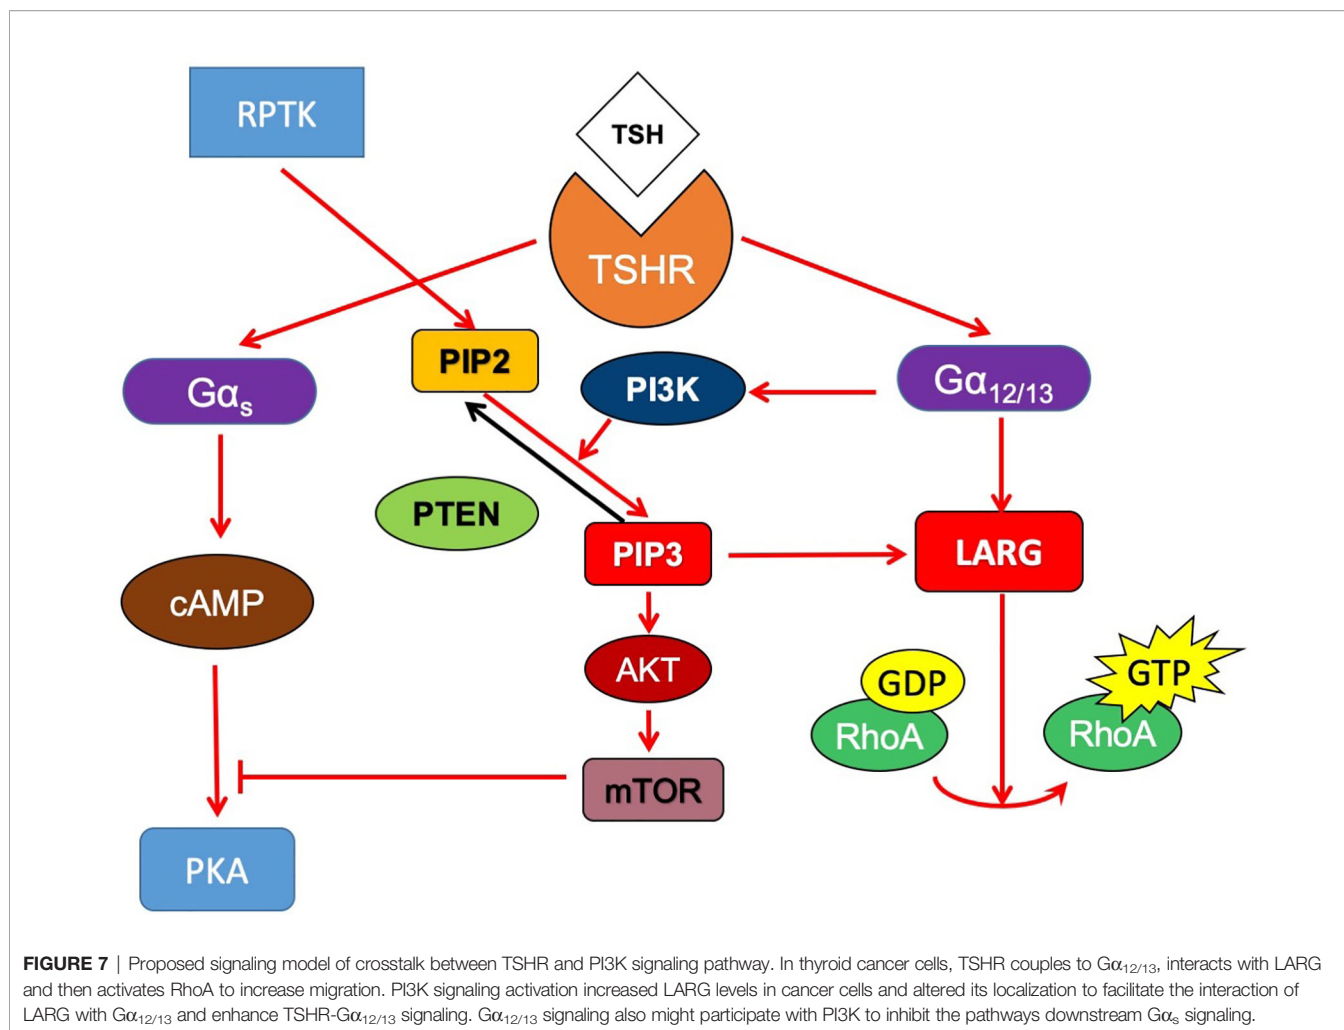 RPTK
TSH
TSHR
PIP2
PI3K
Gαs
Gα12/13
PTEN
PIP3
LARG
cAMP
AKT
GDP
GTP
RhoA
RhoA
mTOR
PKA
FIGURE 7 | Proposed signaling model of crosstalk between TSHR and PI3K signaling pathway. In thyroid cancer cells, TSHR couples to Gα12/13, interacts with LARG
and then activates RhoA to increase migration. PI3K signaling activation increased LARG levels in cancer cells and altered its localization to facilitate the interaction of
LARG with Gα12/13 and enhance TSHR-Gα12/13 signaling. Gα12/13 signaling also might participate with PI3K to inhibit the pathways downstream Gαs signaling.